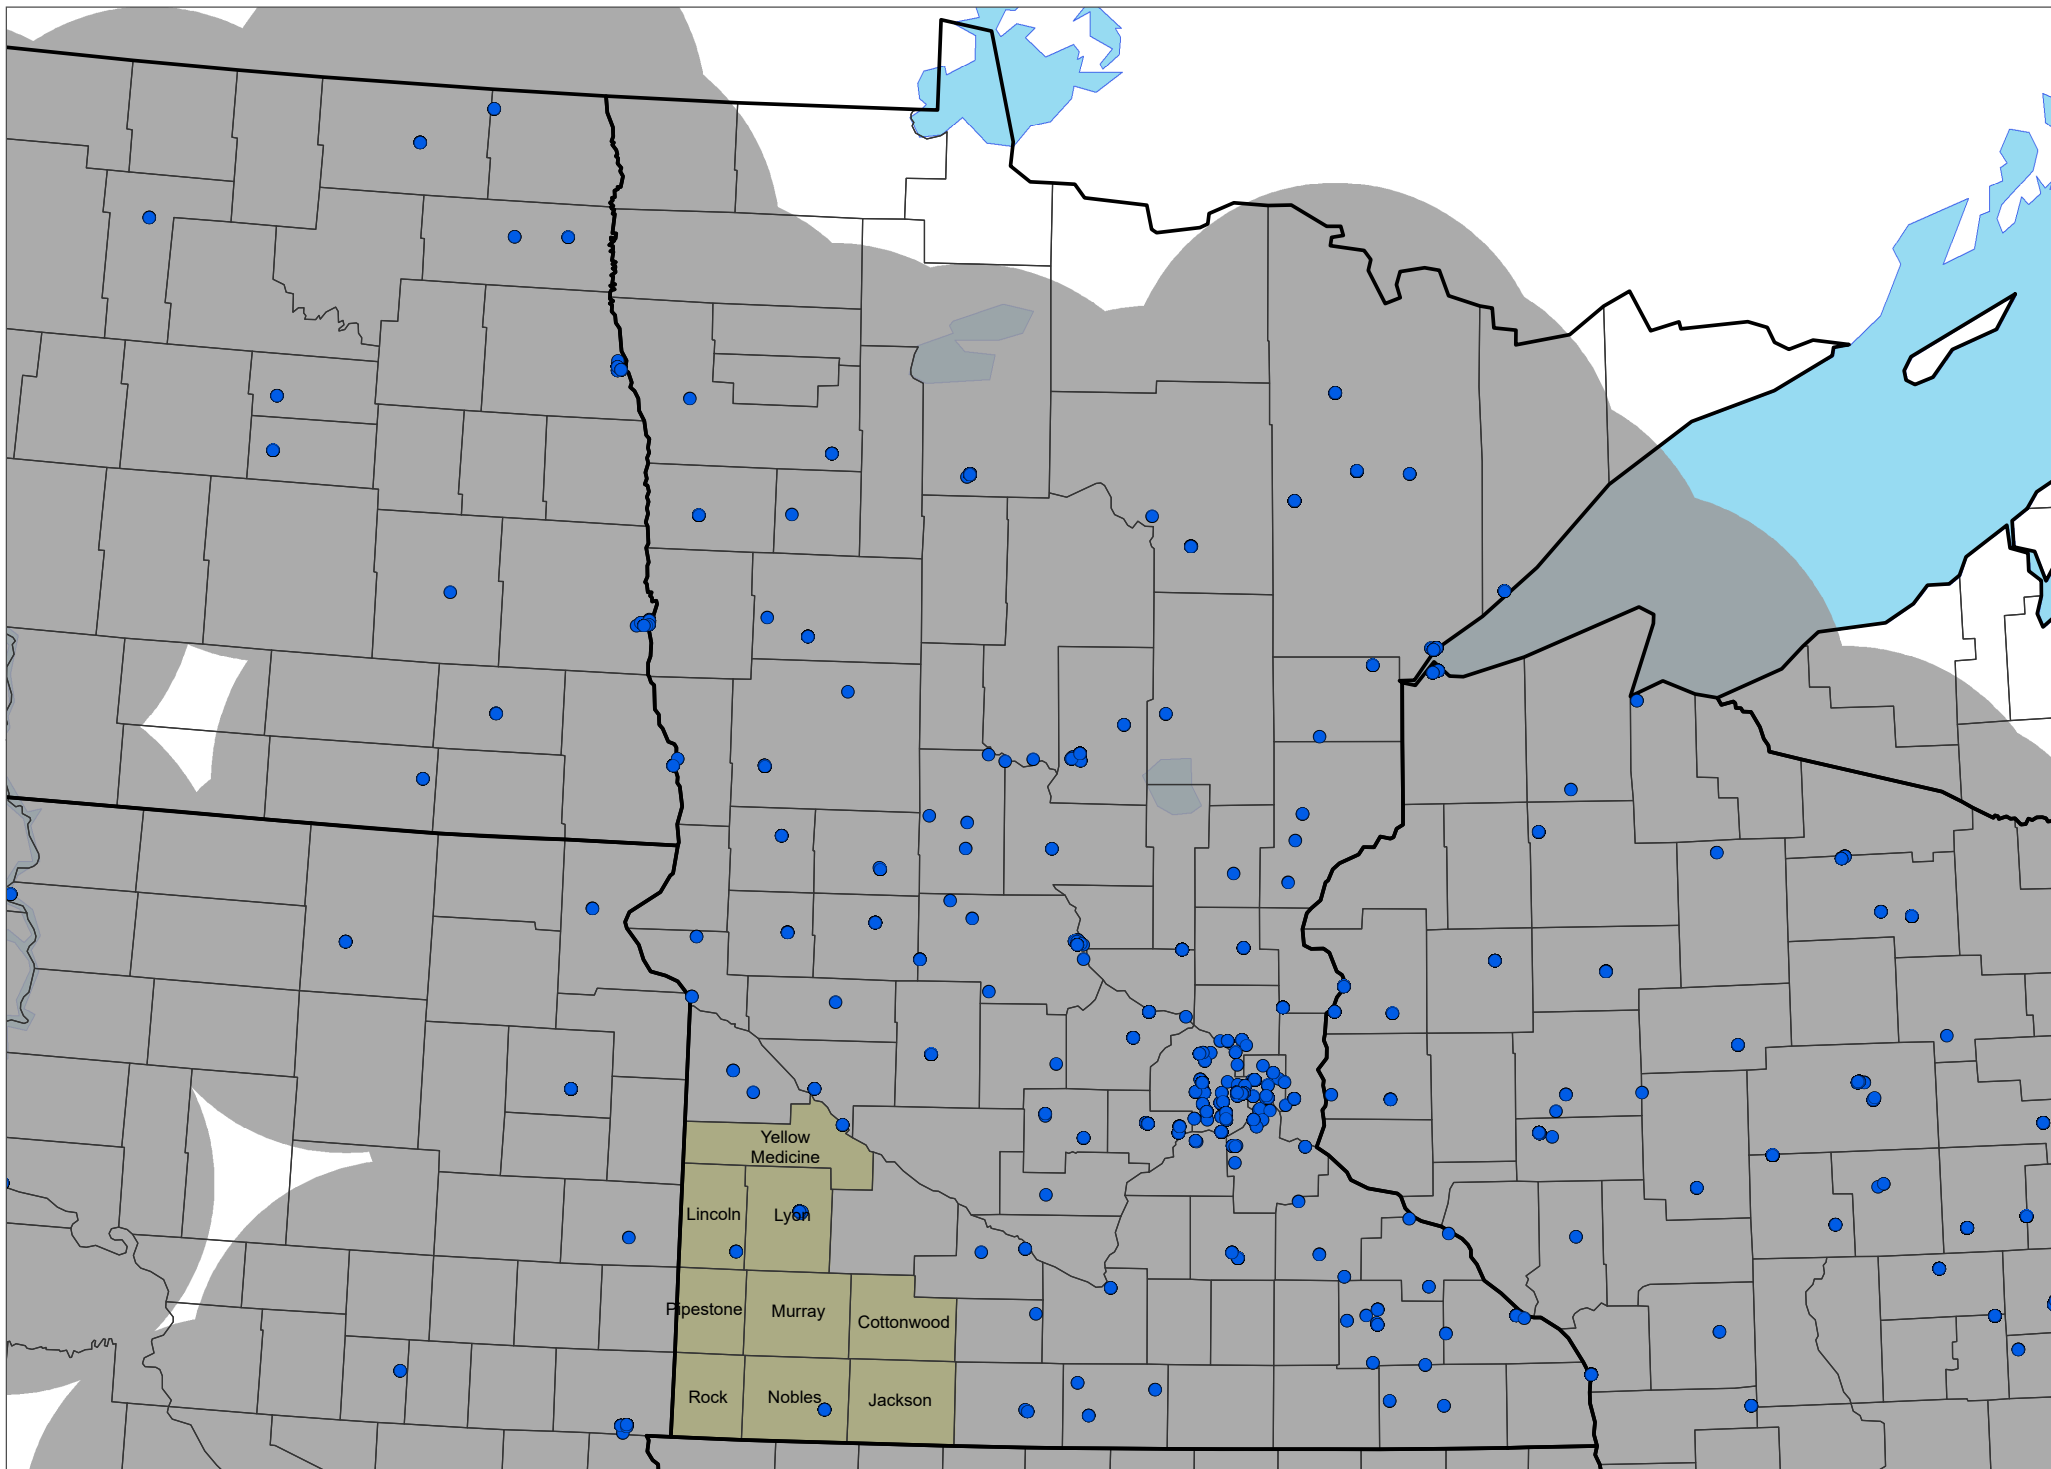 Yellow
Medicine
Lincoln
Lyon
Pipestone
Murray
Cottonwood
Rock
Nobles
Jackson